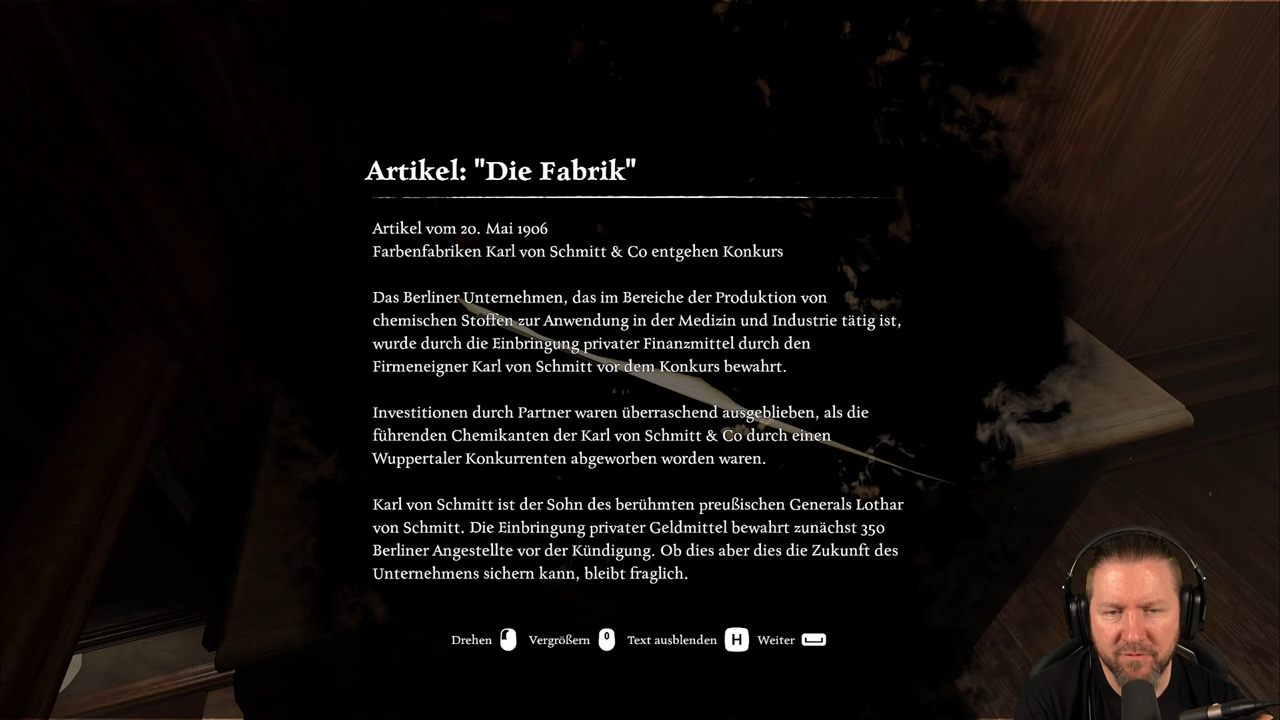 Artikel: "Die Fabrik"
Artikel vom 20. Mai 1906
Farbenfabriken Karl von Schmitt & Co entgehen Konkurs
Das Berliner Unternehmen, das im Bereiche der Produktion von
chemischen Stoffen zur Anwendung in der Medizin und Industrie tätig ist,
wurde durch die Einbringung privater Finanzmittel durch den
Firmeneigner Karl von Schmitt vor dem Konkurs bewahrt.
Investitionen durch Partner waren überraschend ausgeblieben, als die
führenden Chemikanten der Karl von Schmitt & Co durch einen
Wuppertaler Konkurrenten abgeworben worden waren.
Karl von Schmitt ist der Sohn des berühmten preußischen Generals Lothar
von Schmitt. Die Einbringung privater Geldmittel bewahrt zunächst 350
Berliner Angestellte vor der Kündigung. Ob dies aber dies die Zukunft des
Unternehmens sichern kann, bleibt fraglich.
Drehen Vergrößern 0 Text ausblenden H Weiter